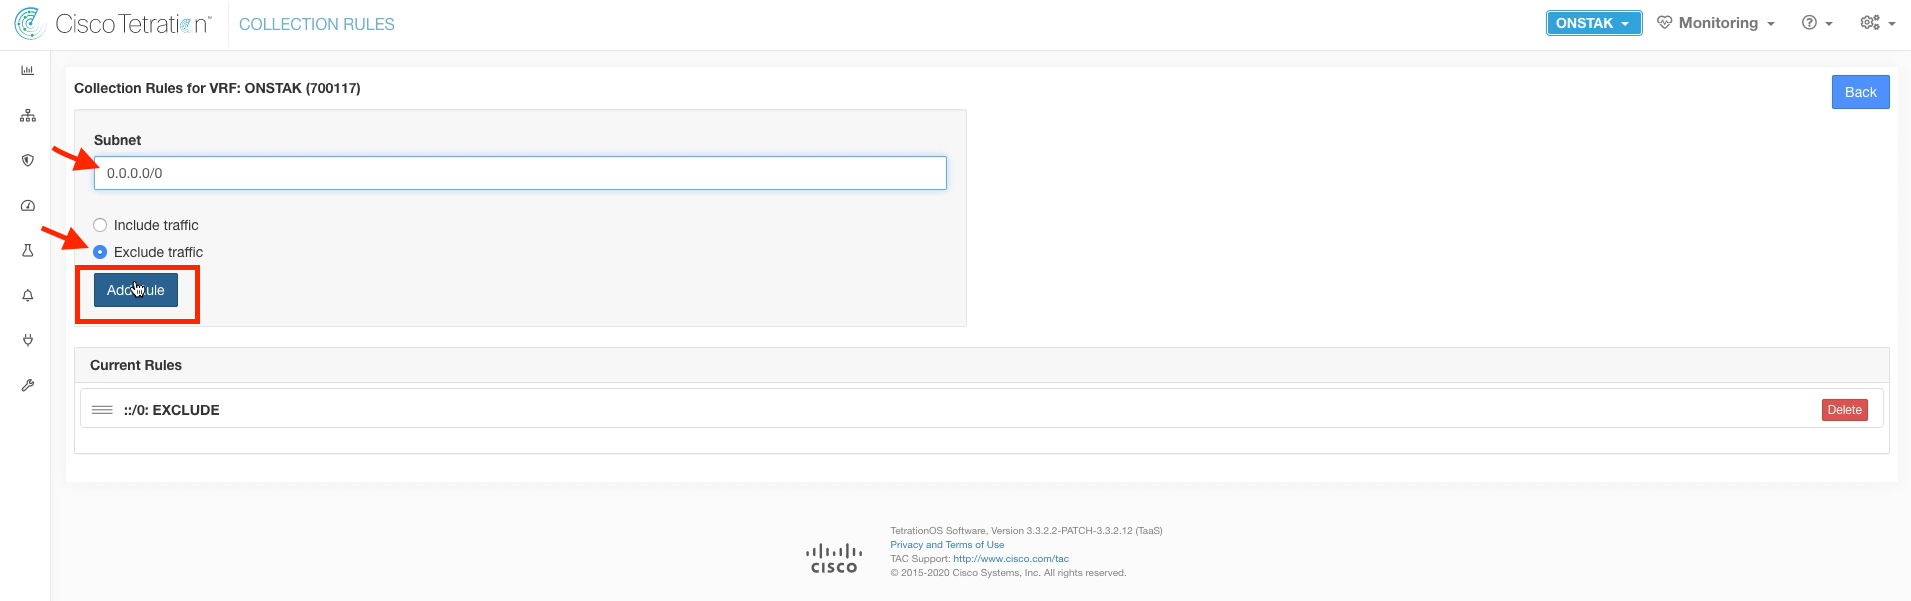 Cisco Tetration™ COLLECTION RULES ONSTAK Monitoring
Collection Rules for VRF: ONSTAK (700117)
Back
Subnet
0.0.0.0/0
Include traffic
Exclude traffic
Add Rule
Current Rules
::/0: EXCLUDE Delete
TetrationOS Software, Version 3.3.2.2-PATCH-3.3.2.12 (TaaS)
Privacy and Terms of Use
TAC Support: http://www.cisco.com/tac
© 2015-2020 Cisco Systems, Inc. All rights reserved.
CISCO